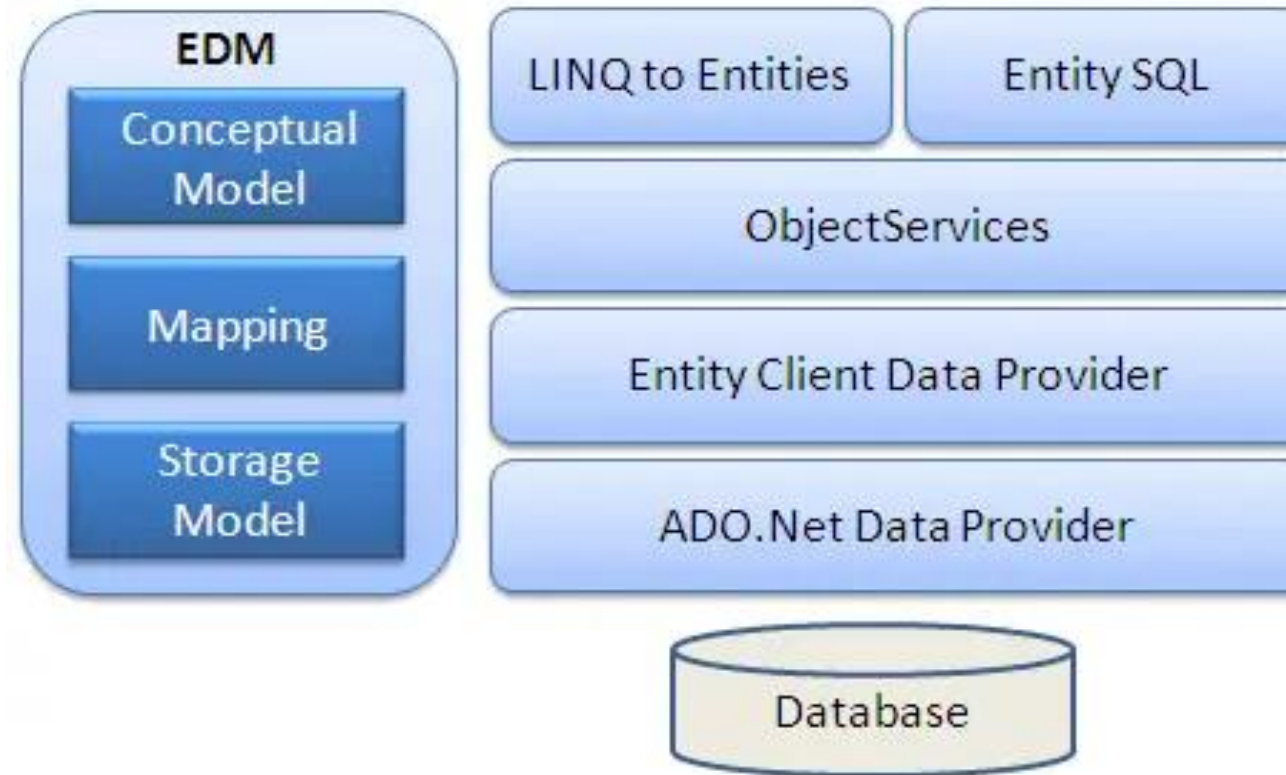 EDM
Conceptual
Model
Mapping
Storage
Model
LINQ to Entities
Entity SQL
ObjectServices
Entity Client Data Provider
ADO.Net Data Provider
Database